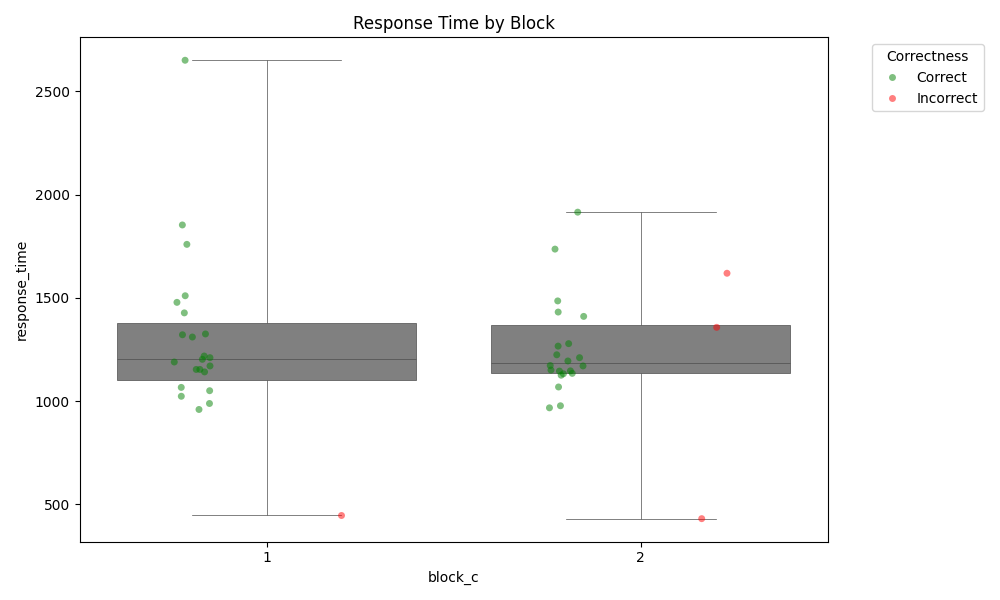 Response Time by Block
Correctness
Correct
Incorrect
response_time
2500
2000
1500
1000
500
1
2
block_c